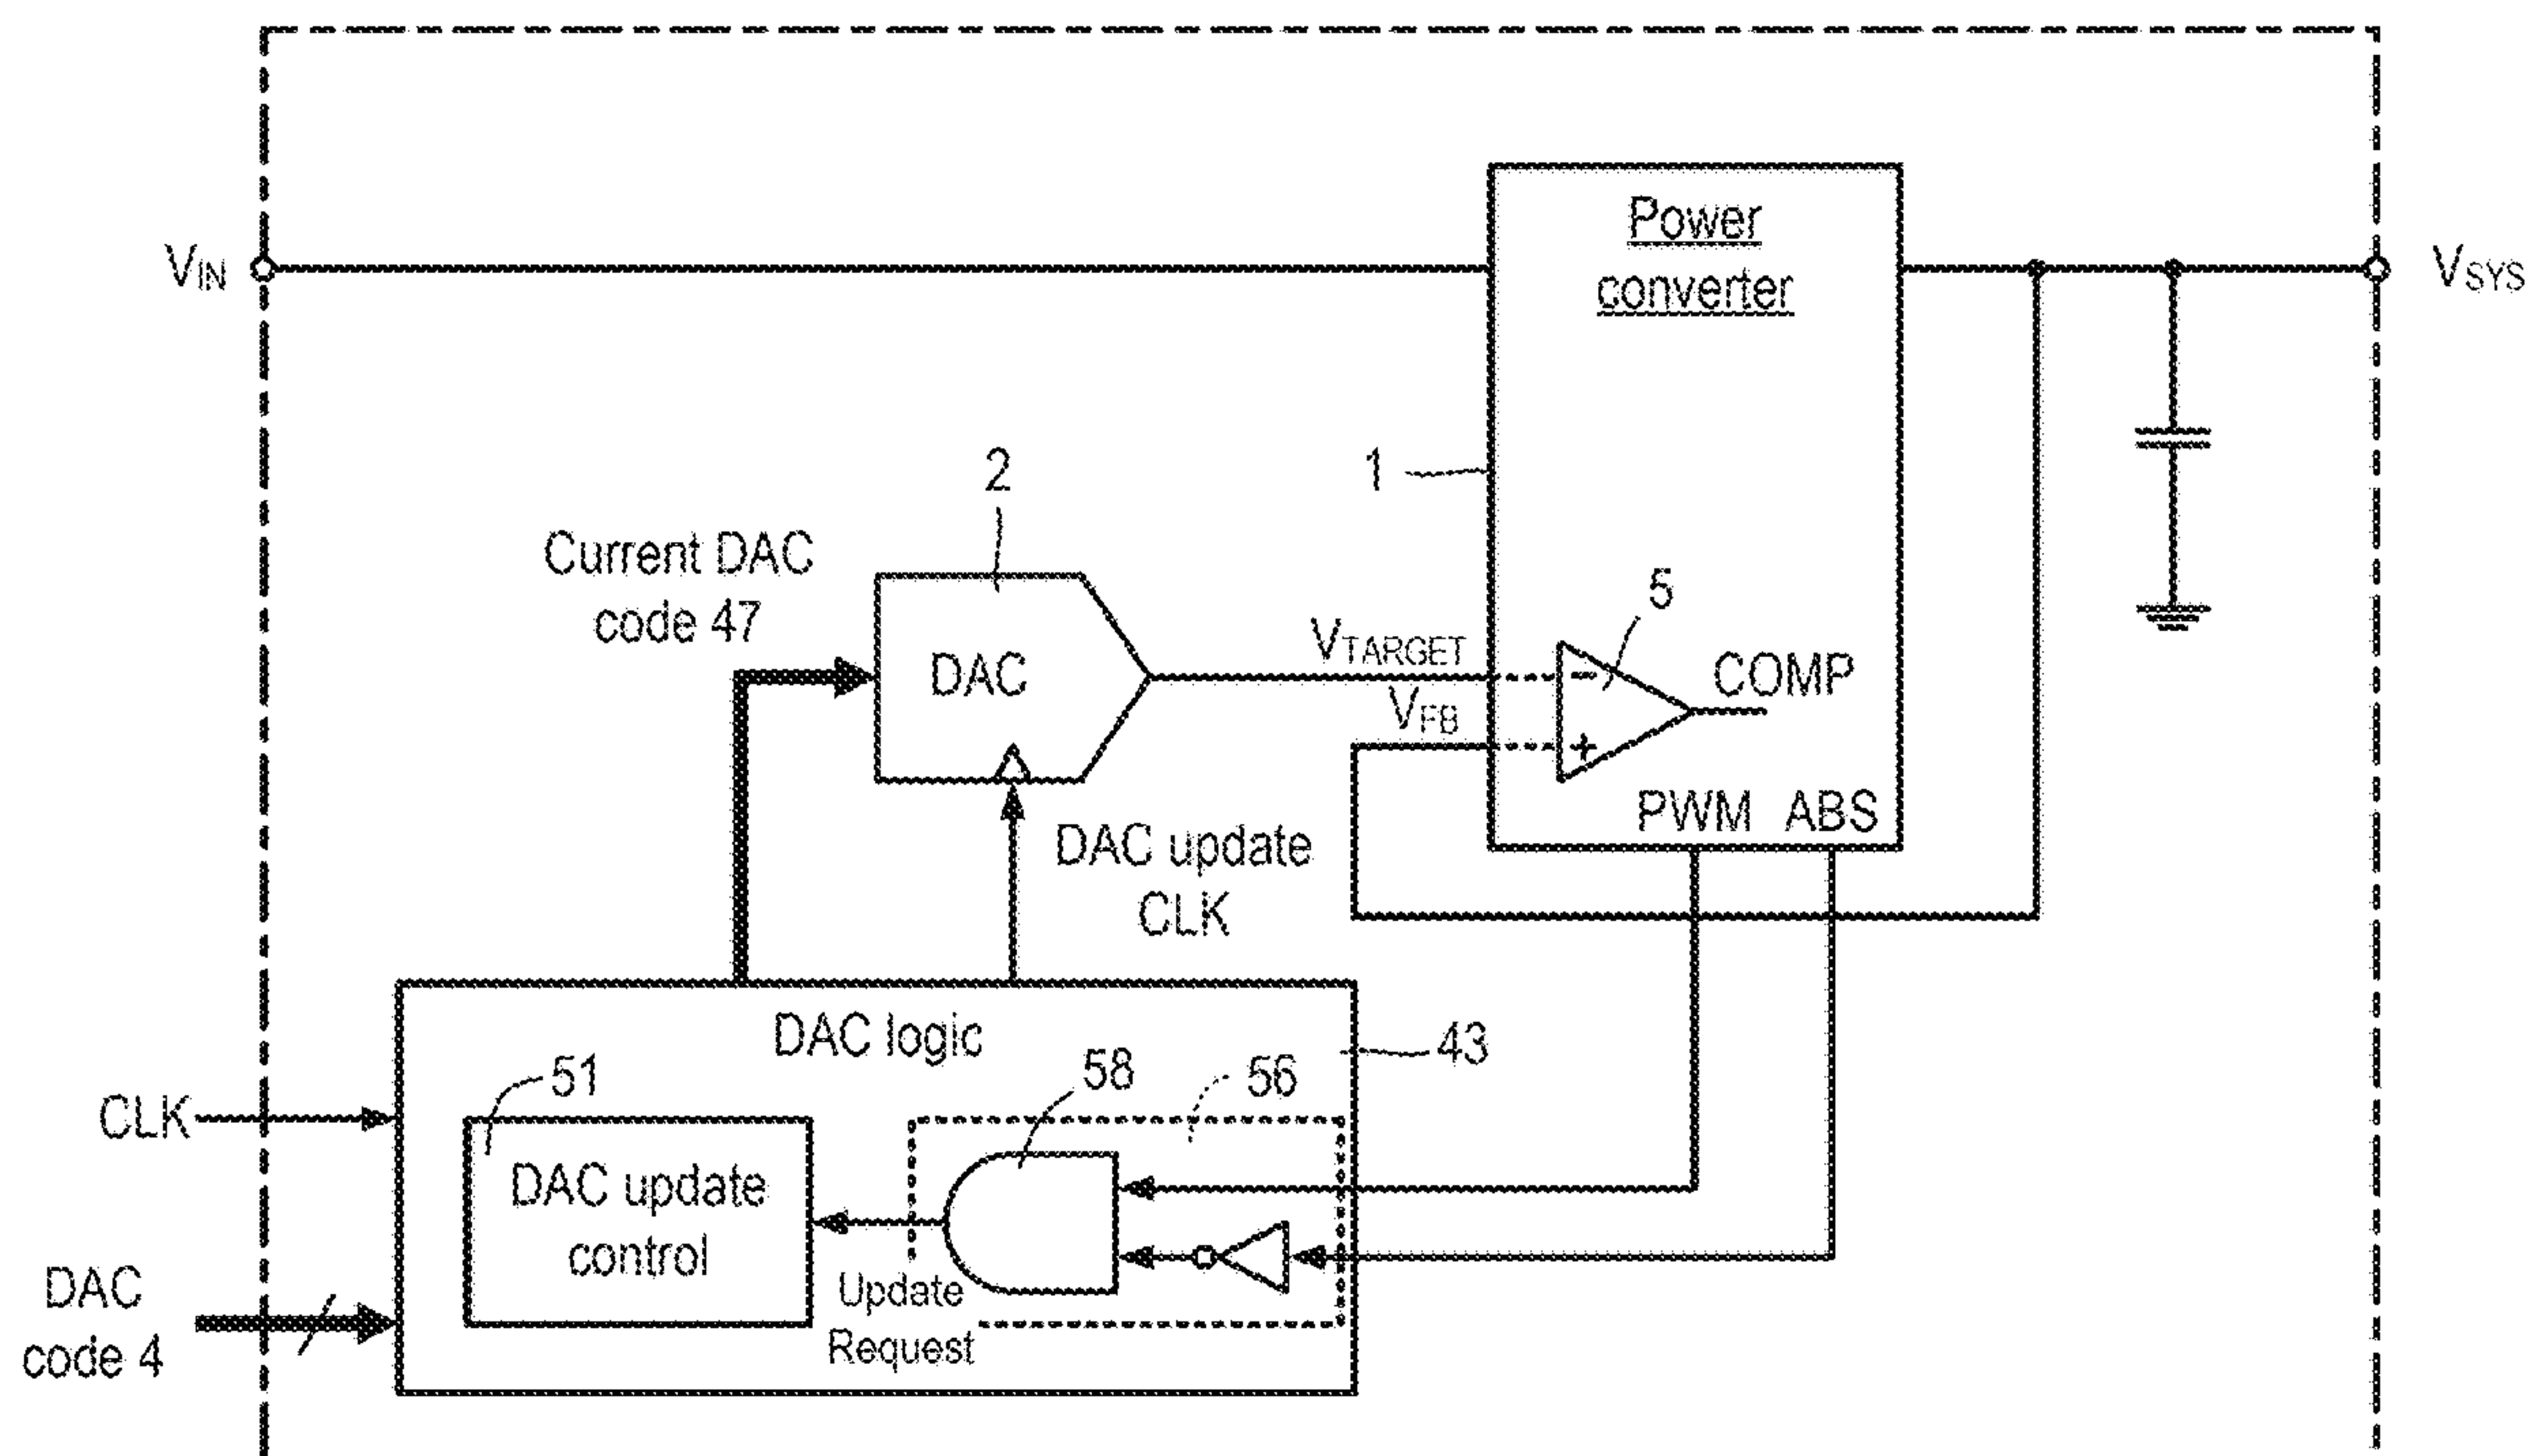 Power
converter
VIN
VSYS
2
1
Current DAC
code 47
5
DAC
VTARGET
−
COMP
VFB
+
PWM ABS
DAC update
CLK
DAC logic
43
51
58
56
CLK
DAC update
control
DAC
code 4
Update
Request